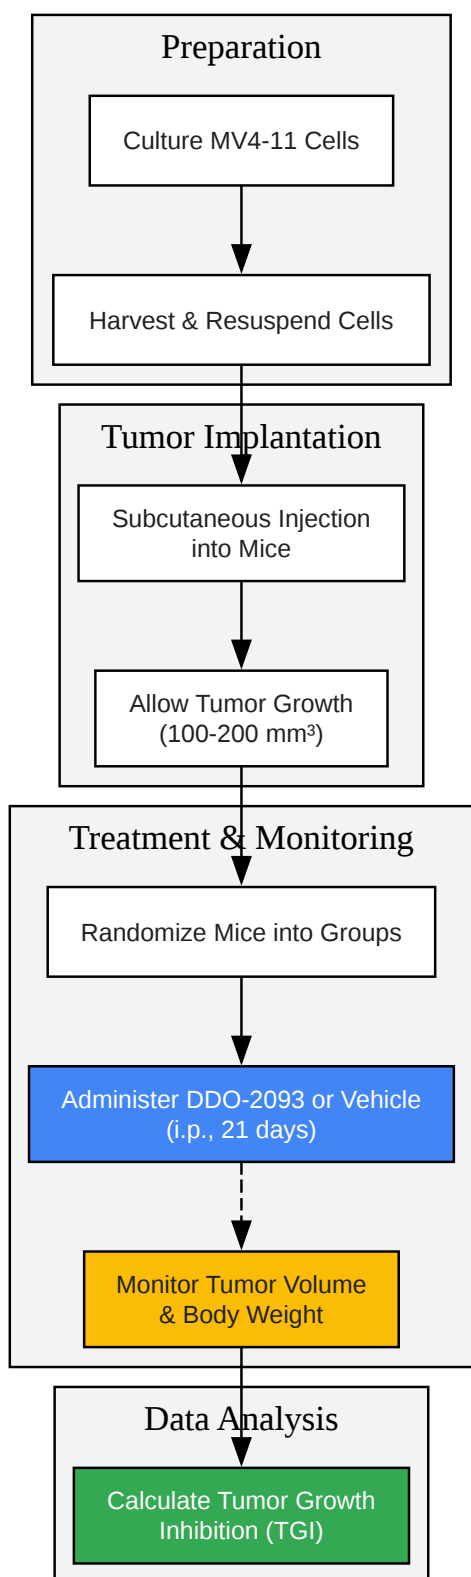 Preparation
Culture MV4-11 Cells
Harvest & Resuspend Cells
Tumor Implantation
Subcutaneous Injection
into Mice
Allow Tumor Growth
(100-200 mm³)
Treatment & Monitoring
Randomize Mice into Groups
Administer DDO-2093 or Vehicle
(i.p., 21 days)
Monitor Tumor Volume
& Body Weight
Data Analysis
Calculate Tumor Growth
Inhibition (TGI)